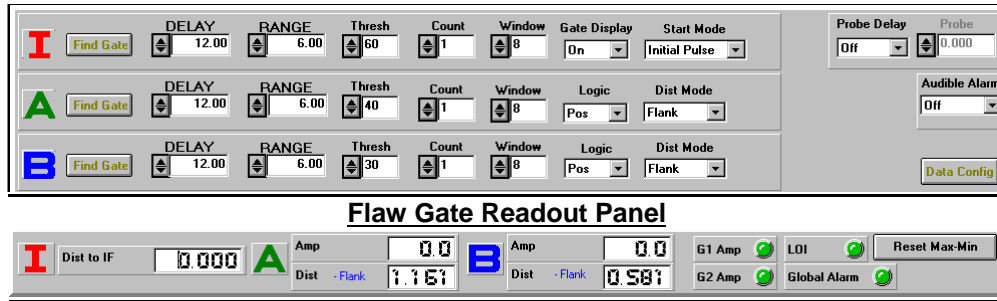 DELAY RANGE Thresh Count Window Gate Display Start Mode Probe Delay Probe
I Find Gate 12.00 6.00 60 1 8 On Initial Pulse Off 0.000
DELAY RANGE Thresh Count Window Logic Dist Mode Audible Alarm
A Find Gate 12.00 6.00 40 1 8 Pos Flank Off
DELAY RANGE Thresh Count Window Logic Dist Mode
B Find Gate 12.00 6.00 30 1 8 Pos Flank Data Config
Flaw Gate Readout Panel
I Dist to IF 0.000 A Amp 0.0 B Amp 0.0 G1 Amp LOI Reset Max-Min
Dist - Flank 1.161 Dist - Flank 0.581 G2 Amp Global Alarm